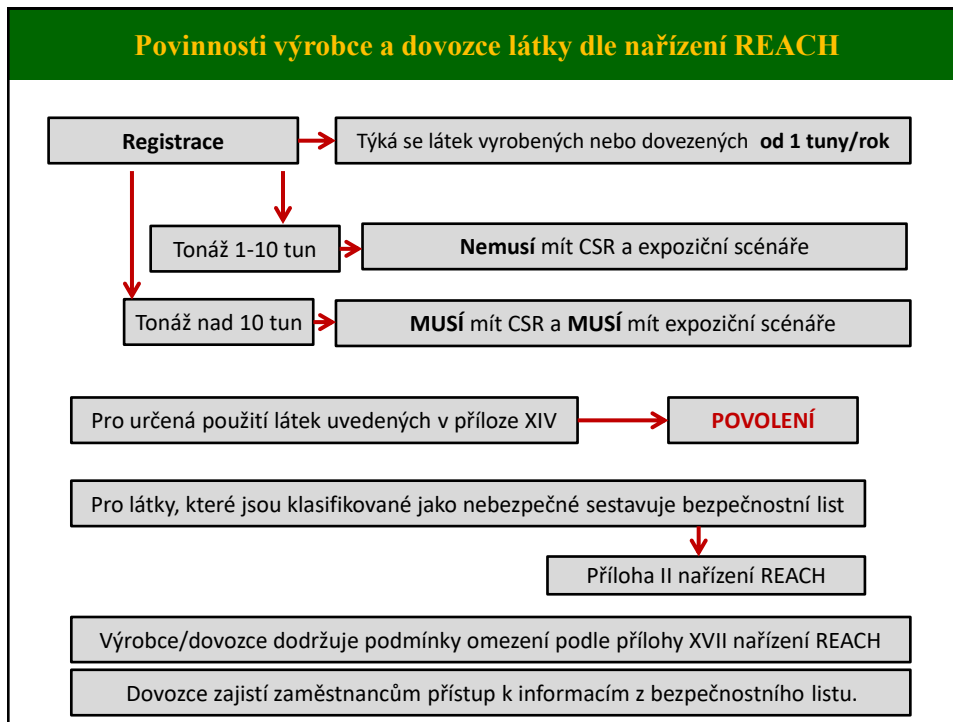 Povinnosti výrobce a dovozce látky dle nařízení REACH
Registrace
Týká se látek vyrobených nebo dovezených od 1 tuny/rok
Tonáž 1-10 tun
Nemusí mít CSR a expoziční scénáře
Tonáž nad 10 tun
MUSÍ mít CSR a MUSÍ mít expoziční scénáře
Pro určená použití látek uvedených v příloze XIV
POVOLENÍ
Pro látky, které jsou klasifikované jako nebezpečné sestavuje bezpečnostní list
Příloha II nařízení REACH
Výrobce/dovozce dodržuje podmínky omezení podle přílohy XVII nařízení REACH
Dovozce zajistí zaměstnancům přístup k informacím z bezpečnostního listu.